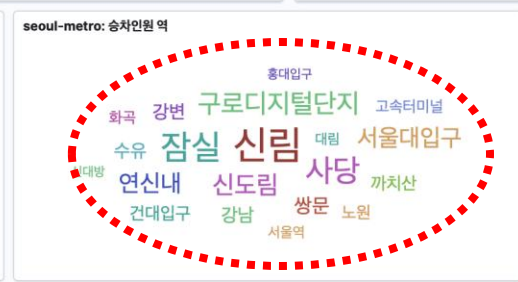 seoul-metro: 승차인원 역
홍대입구
화곡 강변 구로디지털단지 고속터미널
수유 잠실 신림 대림 서울대입구
연신내 신도림 사당 까치산
건대입구 강남 쌍문 노원
서울역